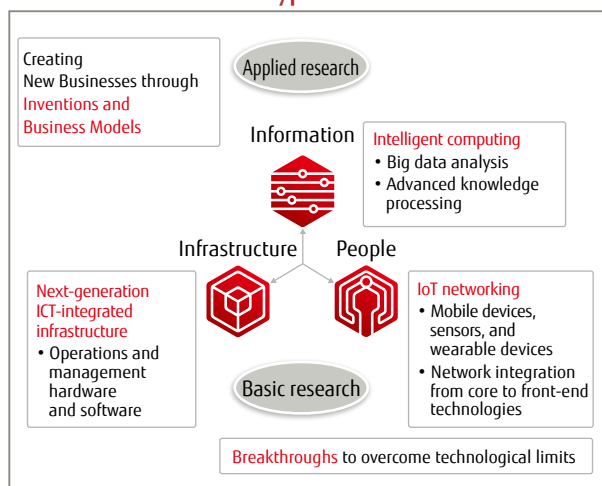 Creating
New Businesses through
Inventions and
Business Models
Applied research
Information
Intelligent computing
• Big data analysis
• Advanced knowledge
processing
Infrastructure
People
Next-generation
ICT-integrated
infrastructure
• Operations and
management
hardware
and software
IoT networking
• Mobile devices,
sensors, and
wearable devices
• Network integration
from core to front-end
technologies
Basic research
Breakthroughs to overcome technological limits